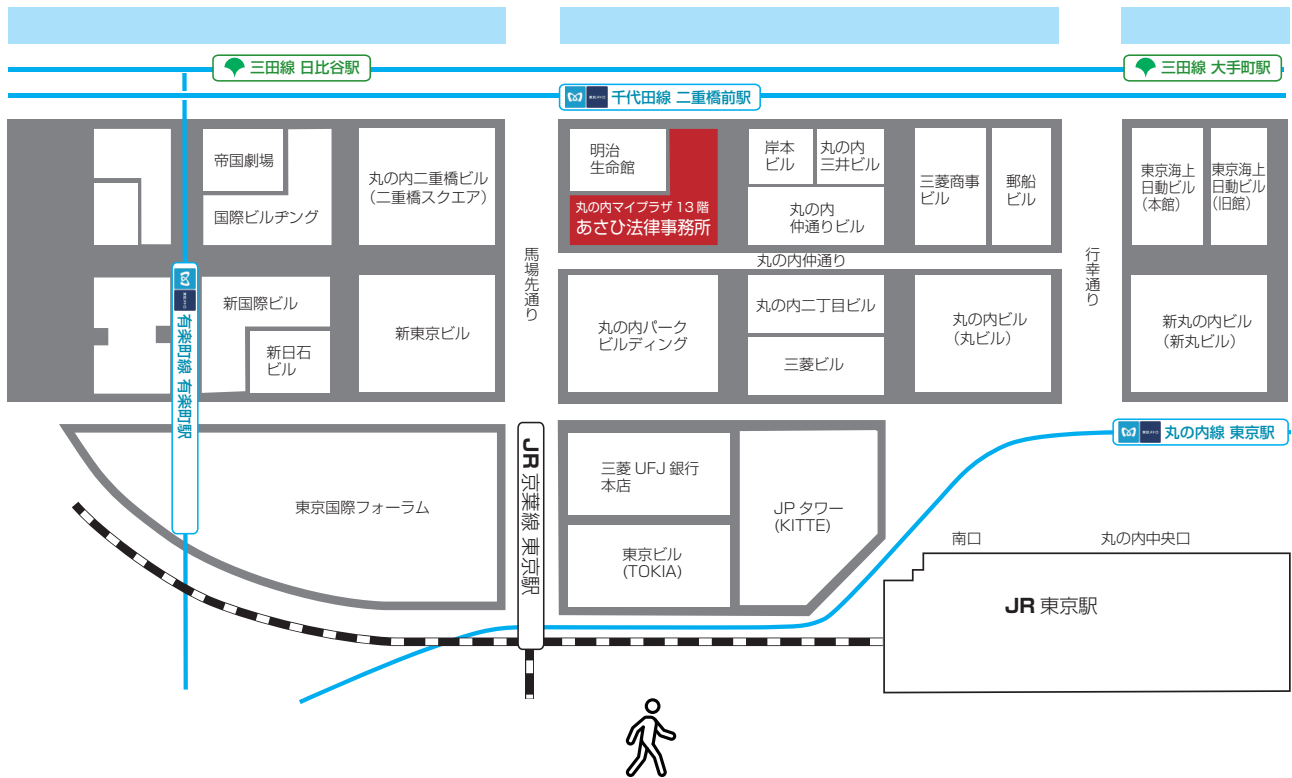 三田線 日比谷駅
三田線 大手町駅
千代田線 二重橋前駅
帝国劇場
国際ビルヂング
丸の内二重橋ビル
(二重橋スクエア)
明治
生命館
丸の内マイプラザ 13 階
あさひ法律事務所
岸本
ビル
丸の内
三井ビル
丸の内
仲通りビル
三菱商事
ビル
郵船
ビル
東京海上
日動ビル
(本館)
東京海上
日動ビル
(旧館)
馬場先通り
丸の内仲通り
行幸通り
有楽町線 有楽町駅
新国際ビル
新日石
ビル
新東京ビル
丸の内パーク
ビルディング
丸の内二丁目ビル
三菱ビル
丸の内ビル
(丸ビル)
新丸の内ビル
(新丸ビル)
丸の内線 東京駅
東京国際フォーラム
JR 京葉線 東京駅
三菱 UFJ 銀行
本店
東京ビル
(TOKIA)
JP タワー
(KITTE)
南口
丸の内中央口
JR 東京駅